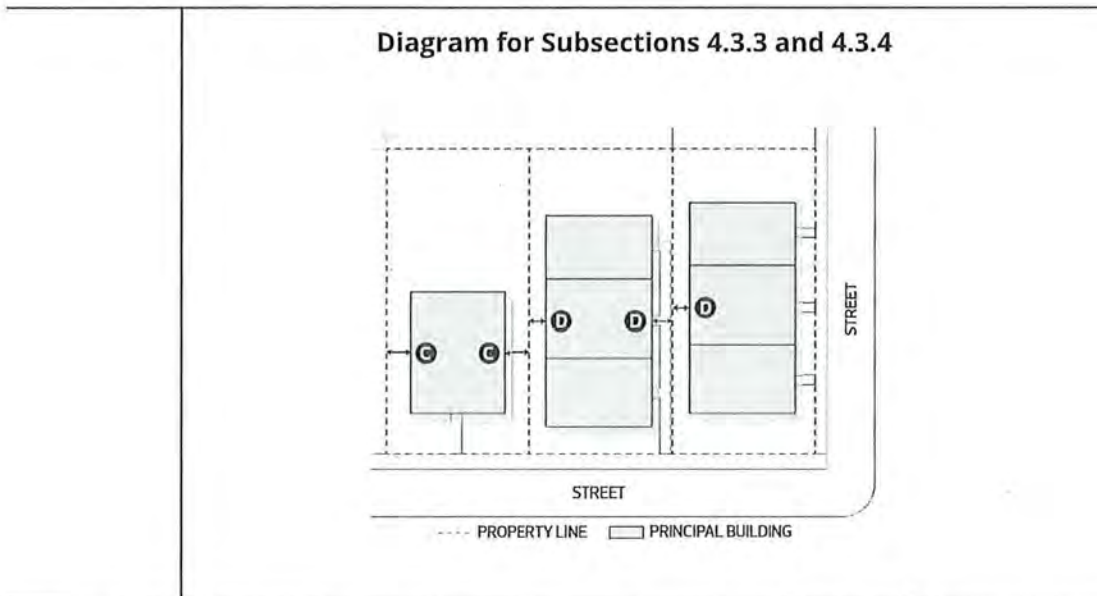 Diagram for Subsections 4.3.3 and 4.3.4
D
D
D
C
C
STREET
STREET
---- PROPERTY LINE PRINCIPAL BUILDING